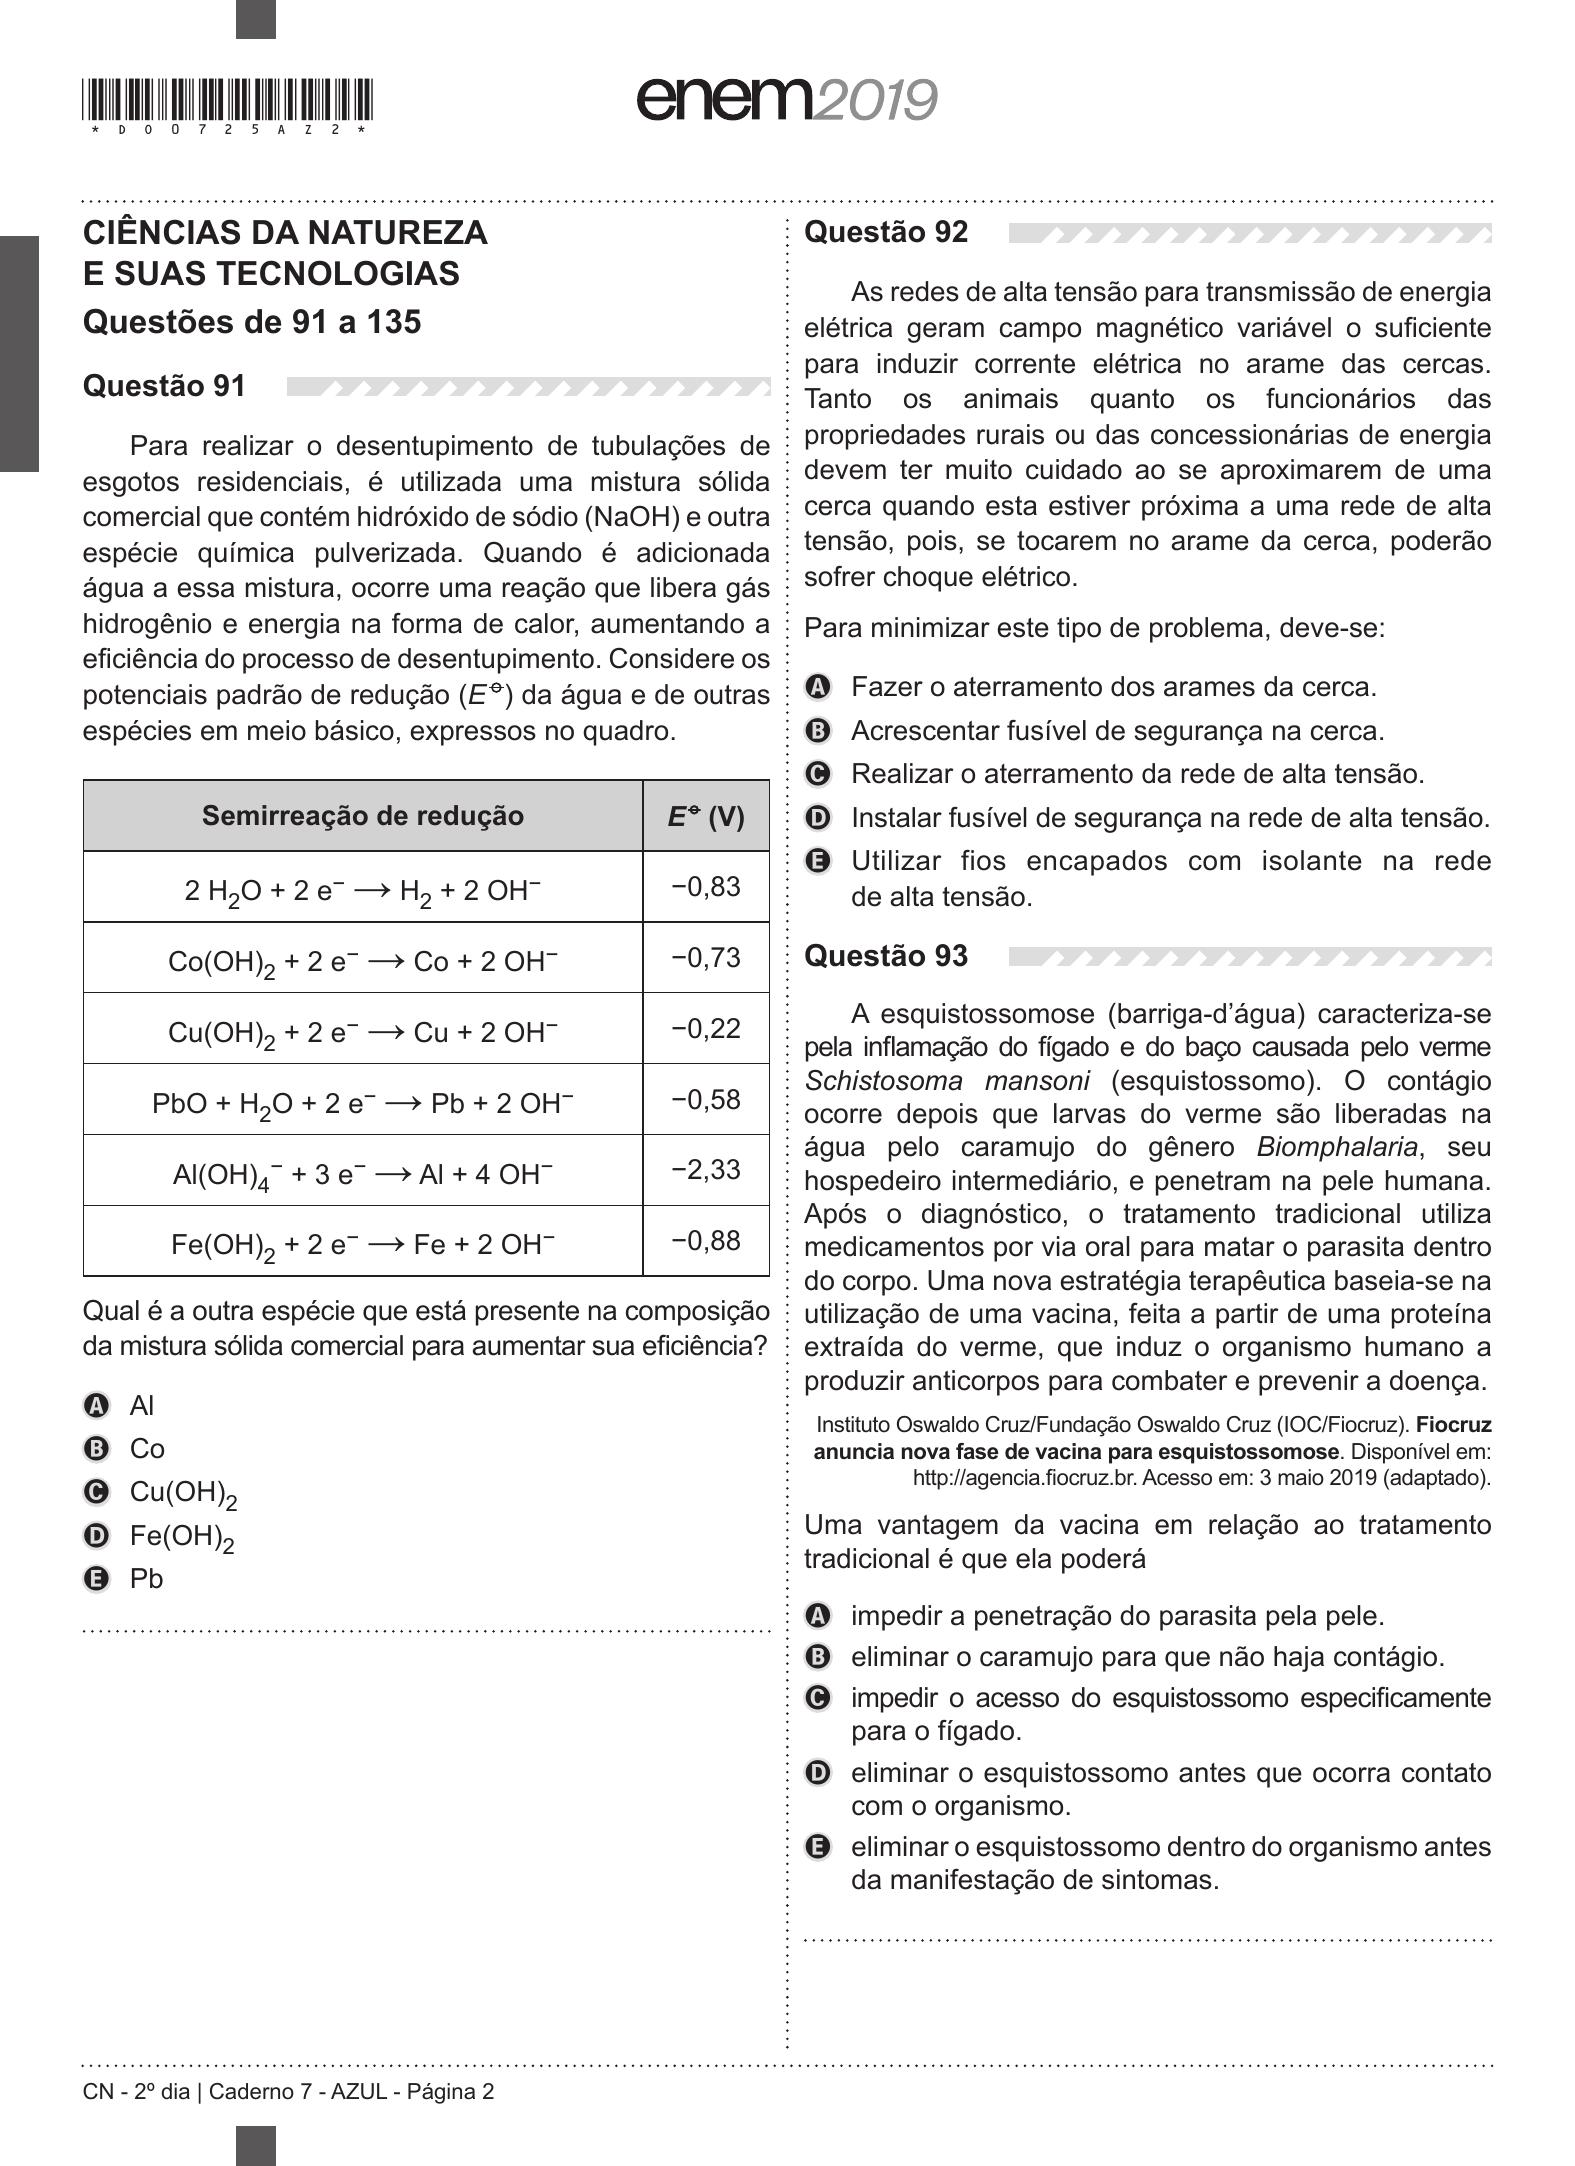 *D00725AZ2*
enem2019
CIÊNCIAS DA NATUREZA
E SUAS TECNOLOGIAS
Questões de 91 a 135
Questão 91
Para realizar o desentupimento de tubulações de
esgotos residenciais, é utilizada uma mistura sólida
comercial que contém hidróxido de sódio (NaOH) e outra
espécie química pulverizada. Quando é adicionada
água a essa mistura, ocorre uma reação que libera gás
hidrogênio e energia na forma de calor, aumentando a
eficiência do processo de desentupimento. Considere os
potenciais padrão de redução (E⦵) da água e de outras
espécies em meio básico, expressos no quadro.
Semirreação de redução E⦵ (V)
2 H₂O + 2 e⁻ ⟶ H₂ + 2 OH⁻ −0,83
Co(OH)₂ + 2 e⁻ ⟶ Co + 2 OH⁻ −0,73
Cu(OH)₂ + 2 e⁻ ⟶ Cu + 2 OH⁻ −0,22
PbO + H₂O + 2 e⁻ ⟶ Pb + 2 OH⁻ −0,58
Al(OH)₄⁻ + 3 e⁻ ⟶ Al + 4 OH⁻ −2,33
Fe(OH)₂ + 2 e⁻ ⟶ Fe + 2 OH⁻ −0,88
Qual é a outra espécie que está presente na composição
da mistura sólida comercial para aumentar sua eficiência?
A Al
B Co
C Cu(OH)₂
D Fe(OH)₂
E Pb
Questão 92
As redes de alta tensão para transmissão de energia
elétrica geram campo magnético variável o suficiente
para induzir corrente elétrica no arame das cercas.
Tanto os animais quanto os funcionários das
propriedades rurais ou das concessionárias de energia
devem ter muito cuidado ao se aproximarem de uma
cerca quando esta estiver próxima a uma rede de alta
tensão, pois, se tocarem no arame da cerca, poderão
sofrer choque elétrico.
Para minimizar este tipo de problema, deve-se:
A Fazer o aterramento dos arames da cerca.
B Acrescentar fusível de segurança na cerca.
C Realizar o aterramento da rede de alta tensão.
D Instalar fusível de segurança na rede de alta tensão.
E Utilizar fios encapados com isolante na rede
de alta tensão.
Questão 93
A esquistossomose (barriga-d’água) caracteriza-se
pela inflamação do fígado e do baço causada pelo verme
Schistosoma mansoni (esquistossomo). O contágio
ocorre depois que larvas do verme são liberadas na
água pelo caramujo do gênero Biomphalaria, seu
hospedeiro intermediário, e penetram na pele humana.
Após o diagnóstico, o tratamento tradicional utiliza
medicamentos por via oral para matar o parasita dentro
do corpo. Uma nova estratégia terapêutica baseia-se na
utilização de uma vacina, feita a partir de uma proteína
extraída do verme, que induz o organismo humano a
produzir anticorpos para combater e prevenir a doença.
Instituto Oswaldo Cruz/Fundação Oswaldo Cruz (IOC/Fiocruz). Fiocruz
anuncia nova fase de vacina para esquistossomose. Disponível em:
http://agencia.fiocruz.br. Acesso em: 3 maio 2019 (adaptado).
Uma vantagem da vacina em relação ao tratamento
tradicional é que ela poderá
A impedir a penetração do parasita pela pele.
B eliminar o caramujo para que não haja contágio.
C impedir o acesso do esquistossomo especificamente
para o fígado.
D eliminar o esquistossomo antes que ocorra contato
com o organismo.
E eliminar o esquistossomo dentro do organismo antes
da manifestação de sintomas.
CN - 2º dia | Caderno 7 - AZUL - Página 2